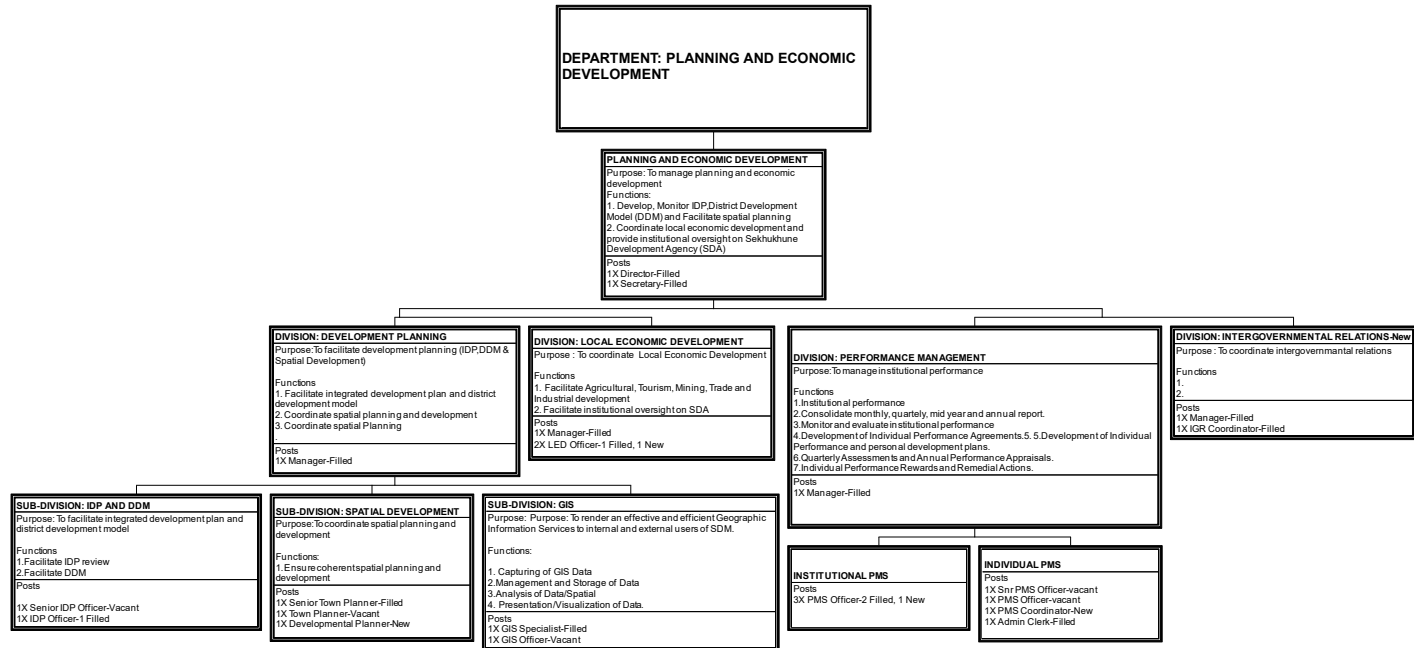 DEPARTMENT: PLANNING AND ECONOMIC
DEVELOPMENT
PLANNING AND ECONOMIC DEVELOPMENT
Purpose: To manage planning and economic
development
Functions:
1. Develop, Monitor IDP,District Development
Model (DDM) and Facilitate spatial planning
2. Coordinate local economic development and
provide institutional oversight on Sekhukhune
Development Agency (SDA)
Posts
1X Director-Filled
1X Secretary-Filled
DIVISION: DEVELOPMENT PLANNING
Purpose:To facilitate development planning (IDP,DDM &
Spatial Development)
Functions
1. Facilitate integrated development plan and district
development model
2. Coordinate spatial planning and development
3. Coordinate spatial Planning
.
Posts
1X Manager-Filled
DIVISION: LOCAL ECONOMIC DEVELOPMENT
Purpose : To coordinate Local Economic Development
Functions
1. Facilitate Agricultural, Tourism, Mining, Trade and
Industrial development
2. Facilitate institutional oversight on SDA
Posts
1X Manager-Filled
2X LED Officer-1 Filled, 1 New
DIVISION: PERFORMANCE MANAGEMENT
Purpose:To manage institutional performance
Functions
1.Institutional performance
2.Consolidate monthly, quartely, mid year and annual report.
3.Monitor and evaluate institutional performance
4.Development of Individual Performance Agreements.5. 5.Development of Individual
Performance and personal development plans.
6.Quarterly Assessments and Annual Performance Appraisals.
7.Individual Performance Rewards and Remedial Actions.
Posts
1X Manager-Filled
DIVISION: INTERGOVERNMENTAL RELATIONS-New
Purpose : To coordinate intergovernmantal relations
Functions
1.
2.
Posts
1X Manager-Filled
1X IGR Coordinator-Filled
SUB-DIVISION: IDP AND DDM
Purpose: To facilitate integrated development plan and
district development model
Functions
1.Facilitate IDP review
2.Facilitate DDM
Posts
1X Senior IDP Officer-Vacant
1X IDP Officer-1 Filled
SUB-DIVISION: SPATIAL DEVELOPMENT
Purpose:To coordinate spatial planning and
development
Functions:
1.Ensure coherent spatial planning and
development
Posts
1X Senior Town Planner-Filled
1X Town Planner-Vacant
1X Developmental Planner-New
SUB-DIVISION: GIS
Purpose: Purpose: To render an effective and efficient Geographic
Information Services to internal and external users of SDM.
Functions:
1. Capturing of GIS Data
2.Management and Storage of Data
3.Analysis of Data/Spatial
4. Presentation/Visualization of Data.
Posts
1X GIS Specialist-Filled
1X GIS Officer-Vacant
INSTITUTIONAL PMS
Posts
3X PMS Officer-2 Filled, 1 New
INDIVIDUAL PMS
Posts
1X Snr PMS Officer-vacant
1X PMS Officer-vacant
1X PMS Coordinator-New
1X Admin Clerk-Filled